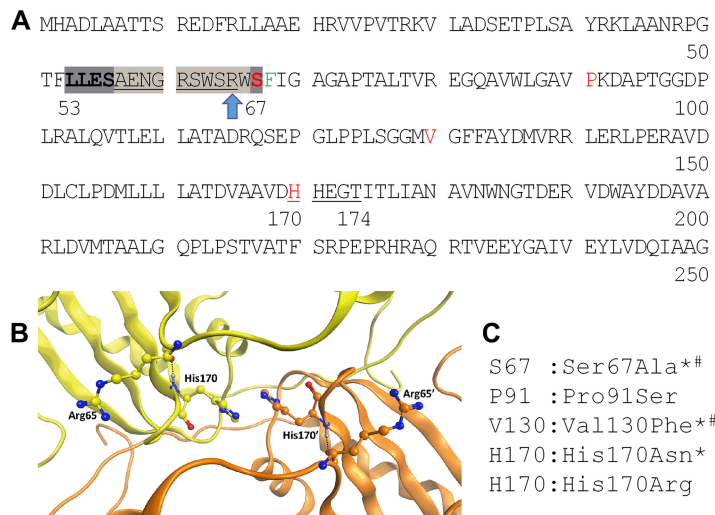 A
MHADLAATTS REDFRLLAAE HRVVPVTRKV LADSETPLSA YRKLAANRPG
50
TFLLESAENG RSWSRWSFIG AGAPTALTVR EGQAVWLGAV PKDAPTGGDP
53 67 100
LRALQVTLEL LATADRQSEP GLPPLSGGMV GFFAYDMVRR LERLPERAVD
150
DLCLPDMLLL LATDVAAVDH HEGTITLIAN AVNWNGTDER VDWAYDDAVA
170 174 200
RLDVMTAALG QPLPSTVATF SRPEPRHRAQ RTVEEYGAIV EYLVDQIAAG
250
B
His170
Arg65
Arg65'
His170'
C
S67 :Ser67Ala*#
P91 :Pro91Ser
V130:Val130Phe*#
H170:His170Asn*
H170:His170Arg